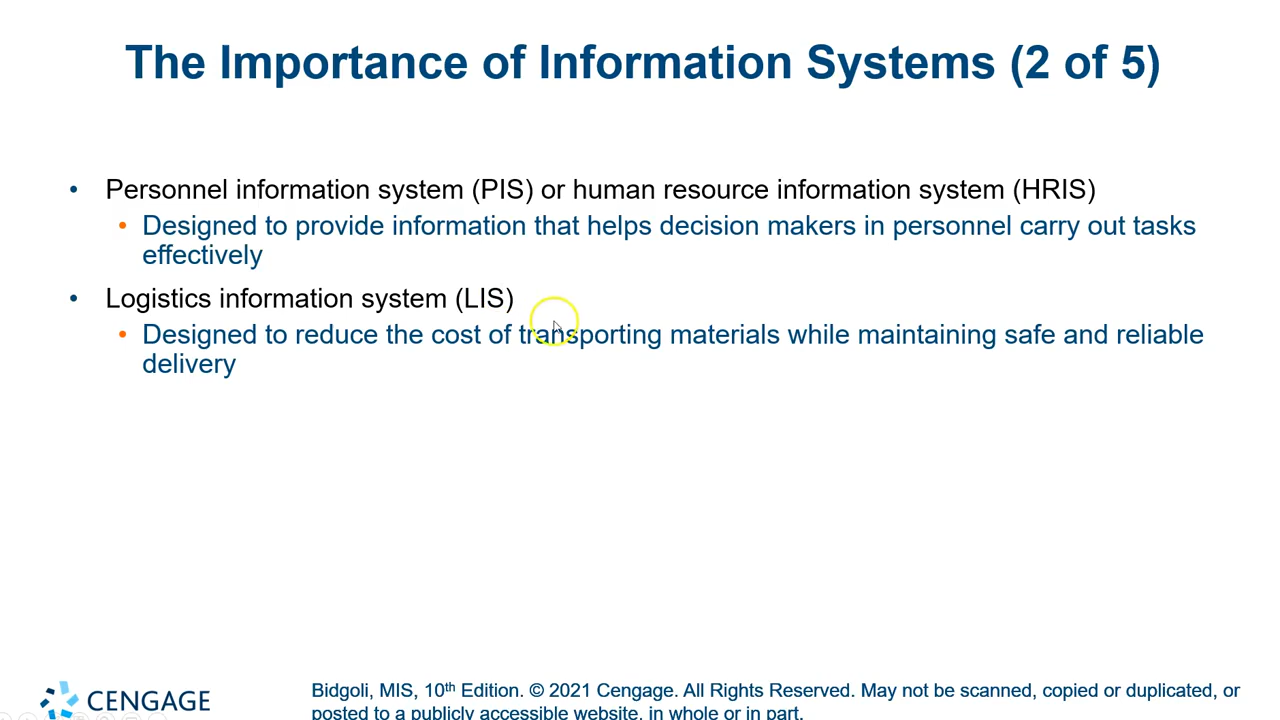 The Importance of Information Systems (2 of 5)
• Personnel information system (PIS) or human resource information system (HRIS)
• Designed to provide information that helps decision makers in personnel carry out tasks
effectively
• Logistics information system (LIS)
• Designed to reduce the cost of transporting materials while maintaining safe and reliable
delivery
CENGAGE
Bidgoli, MIS, 10th Edition. © 2021 Cengage. All Rights Reserved. May not be scanned, copied or duplicated, or
posted to a publicly accessible website, in whole or in part.